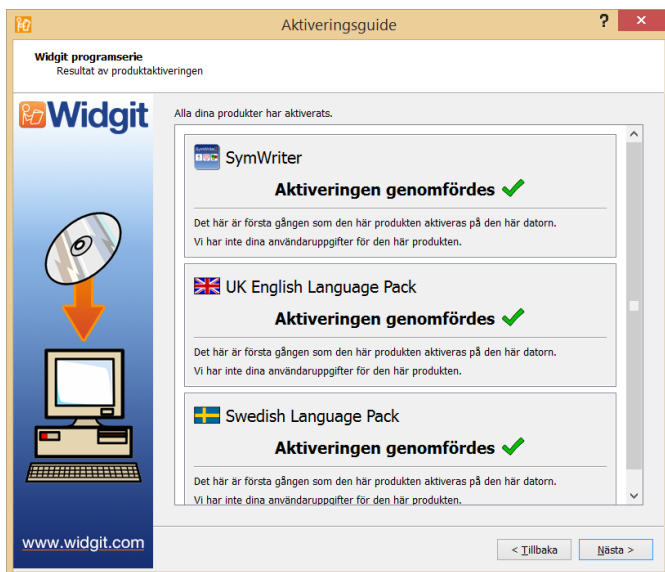 Aktiveringsguide
?
Widgit programserie
Resultat av produktaktiveringen
Widgit
Alla dina produkter har aktiverats.
SymWriter
Aktiveringen genomfördes
Det här är första gången som den här produkten aktiveras på den här datorn.
Vi har inte dina användaruppgifter för den här produkten.
UK English Language Pack
Aktiveringen genomfördes
Det här är första gången som den här produkten aktiveras på den här datorn.
Vi har inte dina användaruppgifter för den här produkten.
Swedish Language Pack
Aktiveringen genomfördes
Det här är första gången som den här produkten aktiveras på den här datorn.
Vi har inte dina användaruppgifter för den här produkten.
www.widgit.com
< Tillbaka
Nästa >